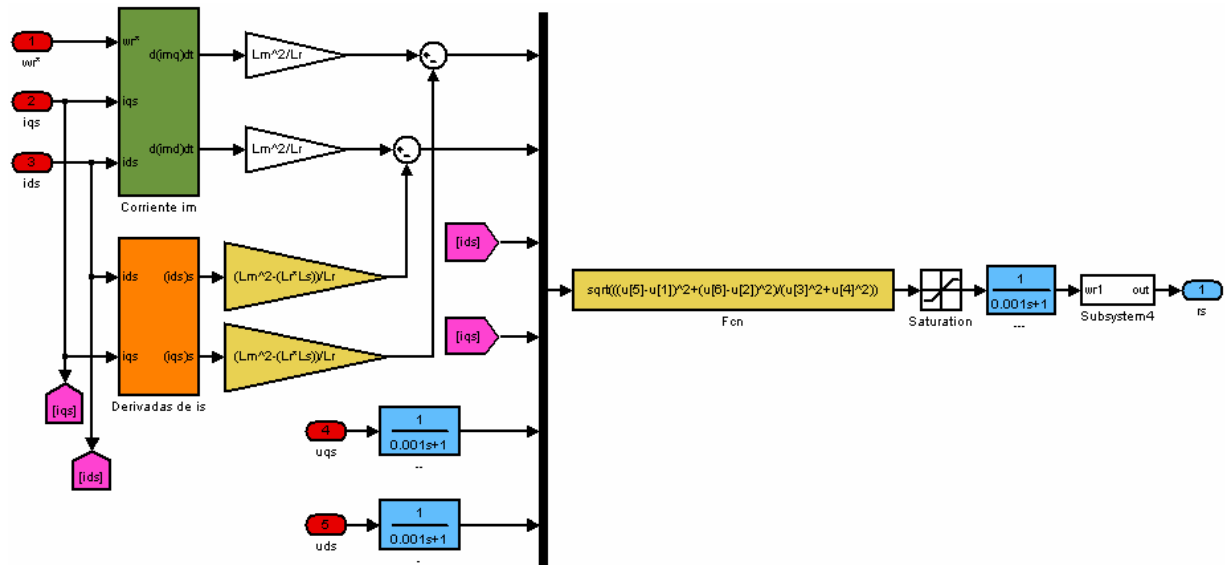 1
wr*
2
iqs
3
ids
wr*
iqs
ids
d(imq)dt
d(imd)dt
Corriente im
Lm^2/Lr
Lm^2/Lr
+-
+-
ids
iqs
(ids)s
(iqs)s
Derivadas de is
(Lm^2-(Lr*Ls))/Lr
(Lm^2-(Lr*Ls))/Lr
[iqs]
[ids]
[ids]
[iqs]
4
uqs
1
0.001s+1
--
5
uds
1
0.001s+1
-
sqrt(((u[5]-u[1])^2+(u[6]-u[2])^2)/(u[3]^2+u[4]^2))
Fcn
Saturation
1
0.001s+1
---
wr1 out
Subsystem4
1
rs